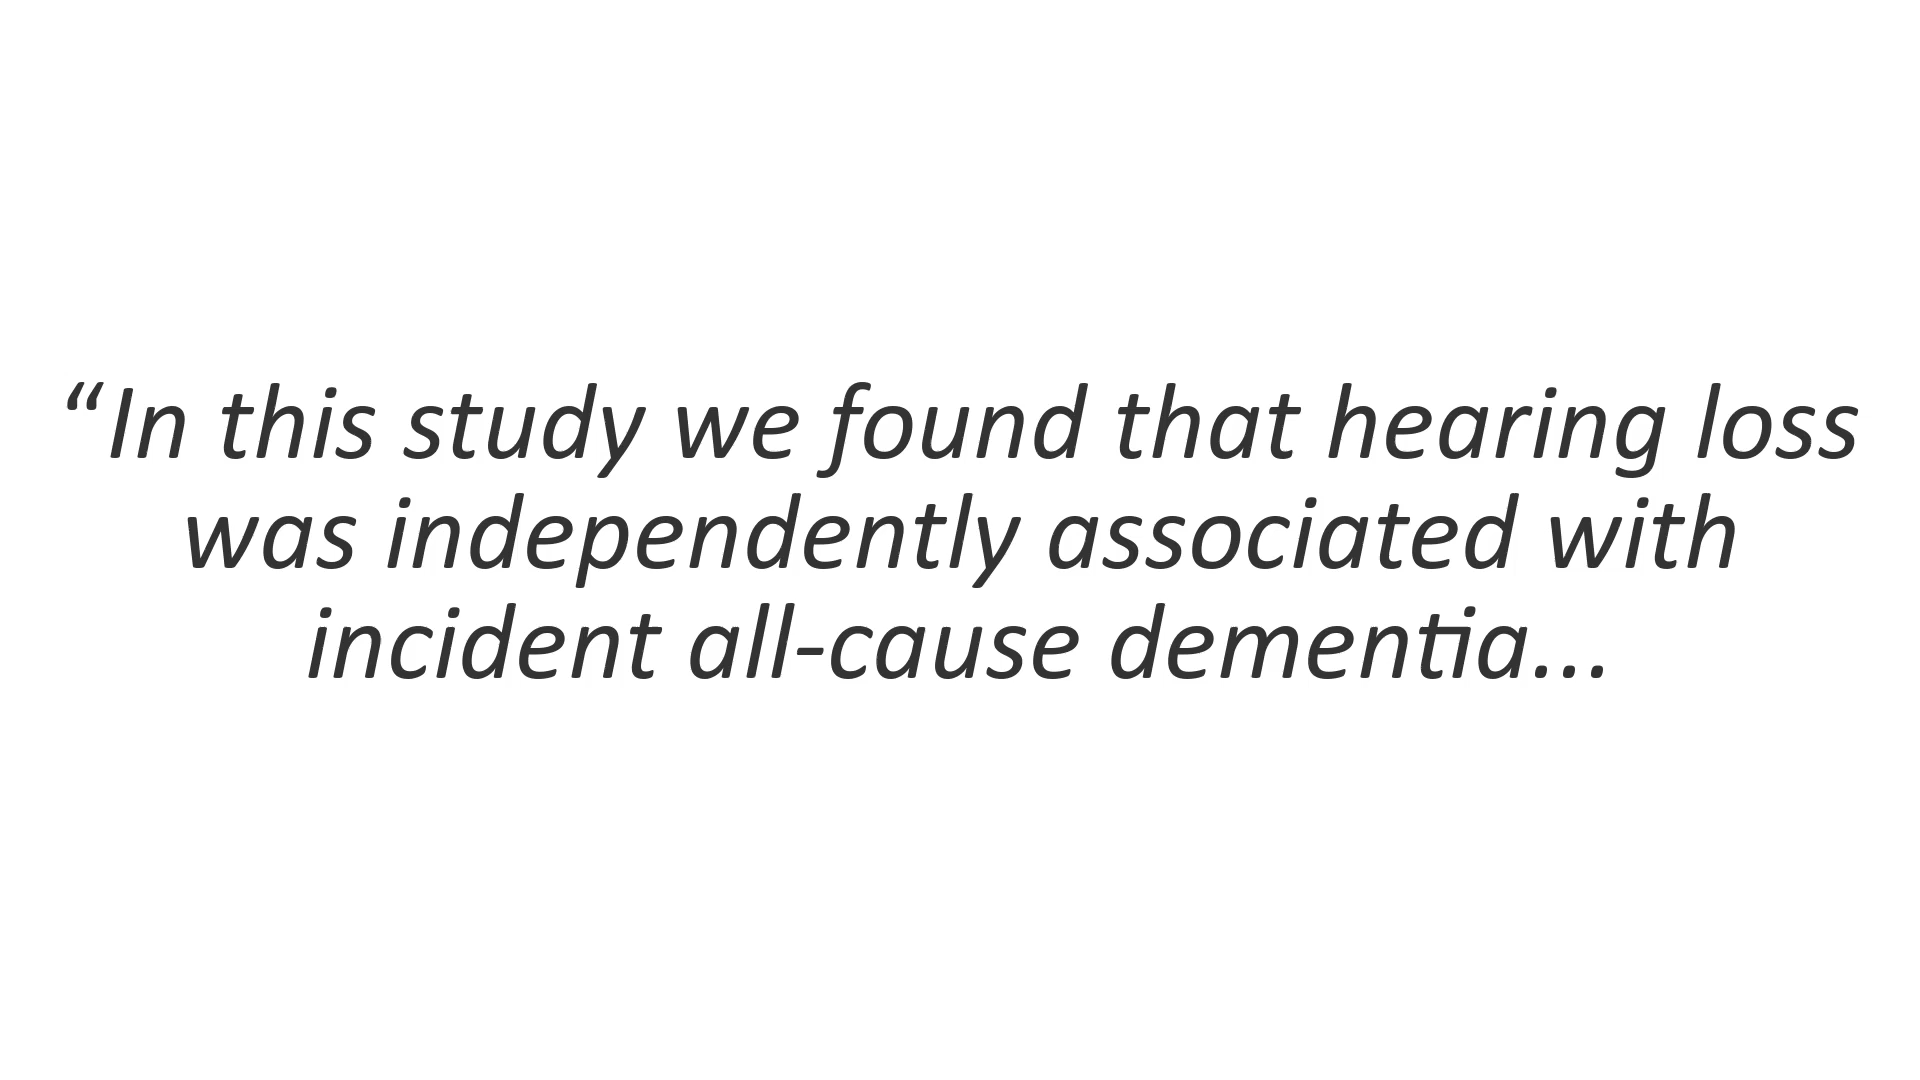 “In this study we found that hearing loss
was independently associated with
incident all-cause dementia...